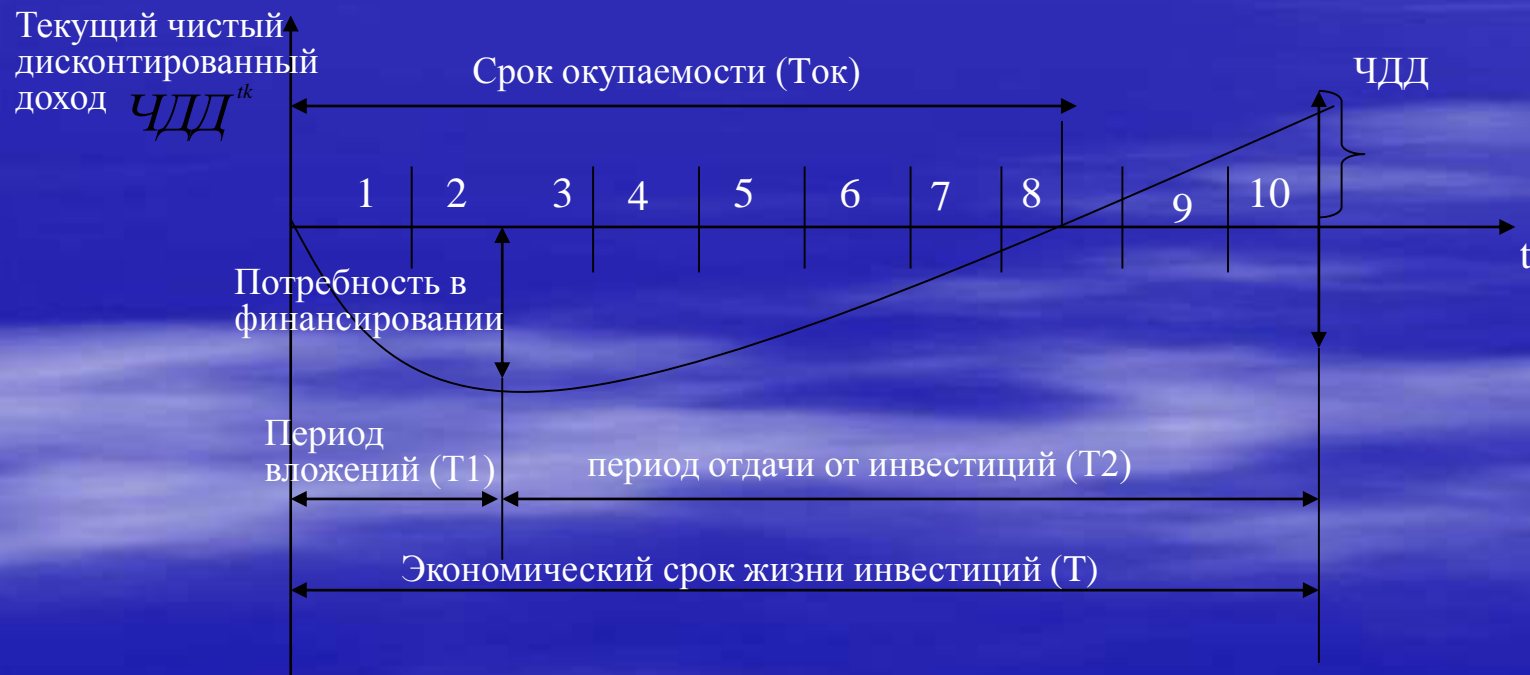 Текущий чистый
дисконтированный
доход ЧДД^tk
Срок окупаемости (Ток)
ЧДД
1 2 3 4 5 6 7 8 9 10
t
Потребность в
финансировании
Период
вложений (Т1)
период отдачи от инвестиций (Т2)
Экономический срок жизни инвестиций (Т)